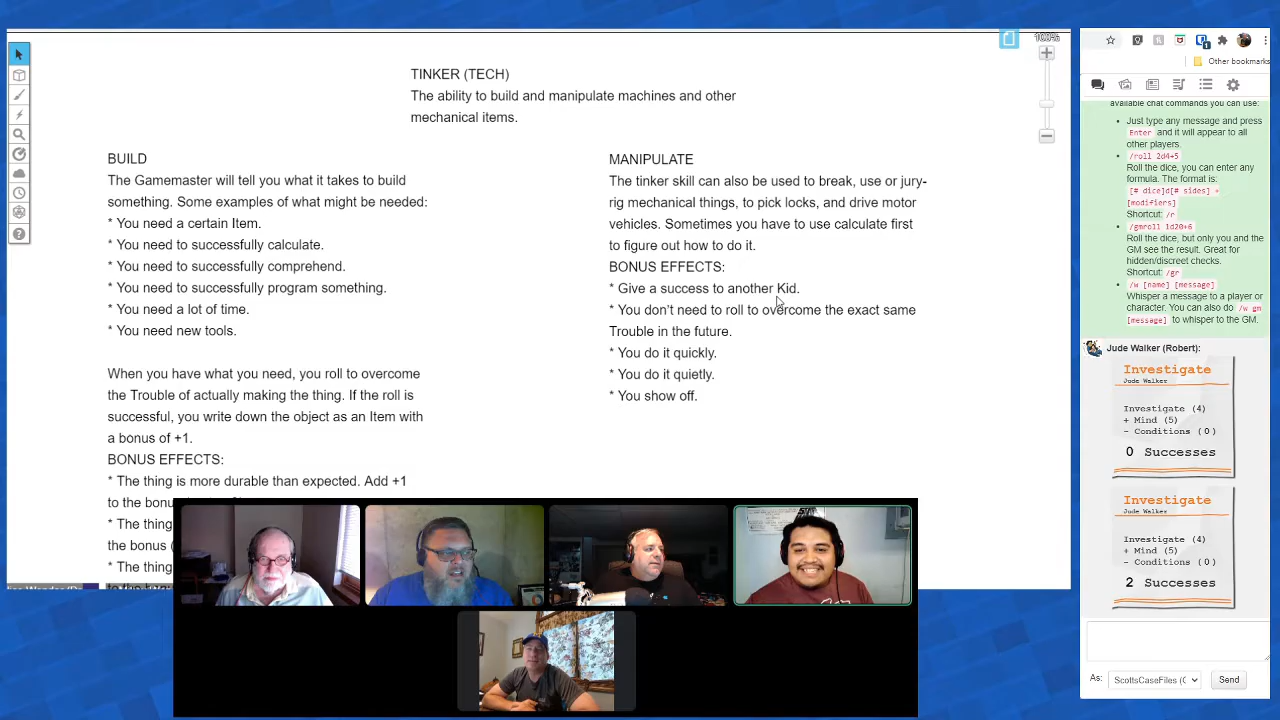 100%
TINKER (TECH)
The ability to build and manipulate machines and other
mechanical items.
BUILD
The Gamemaster will tell you what it takes to build
something. Some examples of what might be needed:
* You need a certain Item.
* You need to successfully calculate.
* You need to successfully comprehend.
* You need to successfully program something.
* You need a lot of time.
* You need new tools.
When you have what you need, you roll to overcome
the Trouble of actually making the thing. If the roll is
successful, you write down the object as an Item with
a bonus of +1.
BONUS EFFECTS:
* The thing is more durable than expected. Add +1
to the bonu
* The thing
the bonus (
* The thing
MANIPULATE
The tinker skill can also be used to break, use or jury-
rig mechanical things, to pick locks, and drive motor
vehicles. Sometimes you have to use calculate first
to figure out how to do it.
BONUS EFFECTS:
* Give a success to another Kid.
* You don't need to roll to overcome the exact same
Trouble in the future.
* You do it quickly.
* You do it quietly.
* You show off.
Other bookmarks
available chat commands you can use:
Just type any message and press
Enter and it will appear to all
other players.
/roll 2d4+5
Roll the dice, you can enter any
formula. The format is:
[# dice]d[# sides] +
[modifiers]
Shortcut: /r
/gmroll 1d20+6
Roll the dice, but only you and the
GM see the result. Great for
hidden/discreet checks.
Shortcut: /gr
/w [name] [message]
Whisper a message to a player or
character. You can also do /w gm
[message] to whisper to the GM.
Jude Walker (Robert):
Investigate
Jude Walker
Investigate (4)
+ Mind (5)
- Conditions (0)
0 Successes
Investigate
Jude Walker
Investigate (4)
+ Mind (5)
- Conditions (0)
2 Successes
As:
ScottsCaseFiles (
Send